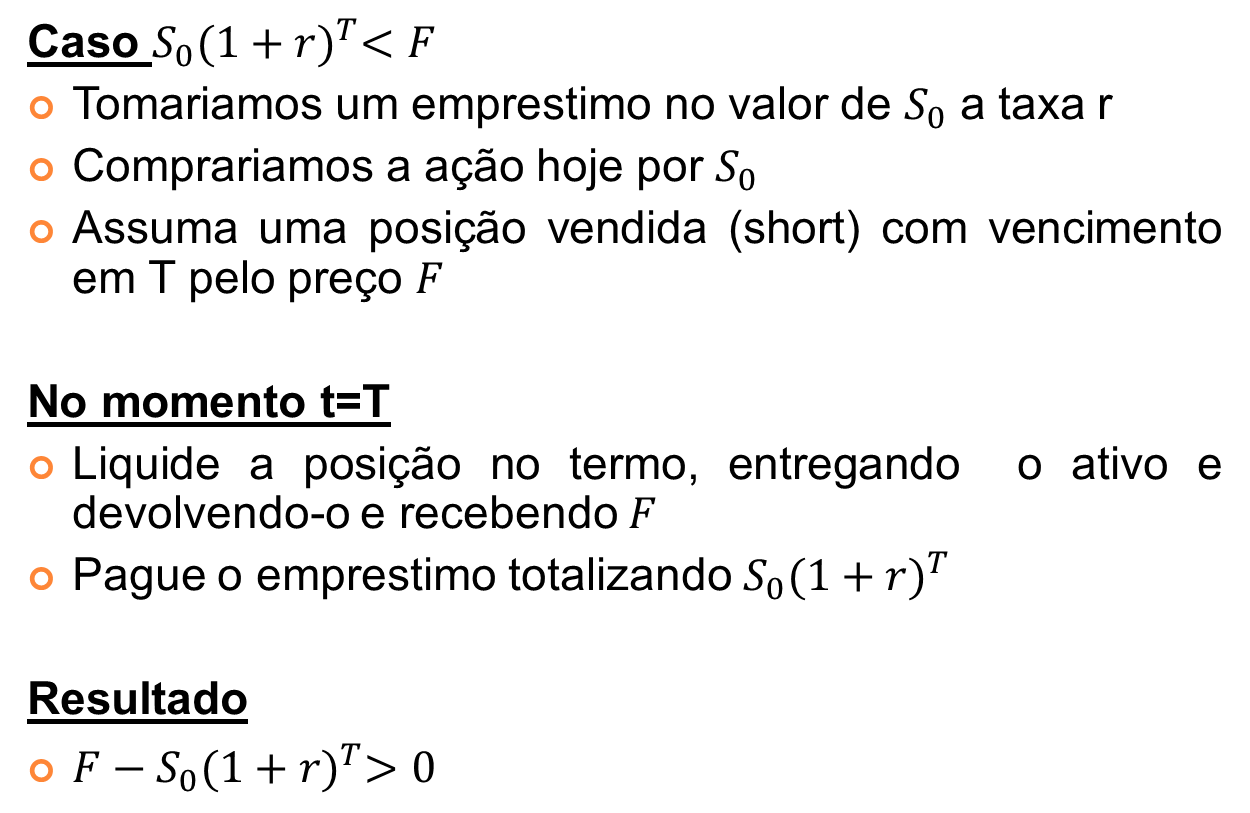 Caso S₀(1 + r)ᵀ< F
Tomariamos um emprestimo no valor de S₀ a taxa r
Comprariamos a ação hoje por S₀
Assuma uma posição vendida (short) com vencimento
em T pelo preço F
No momento t=T
Liquide a posição no termo, entregando o ativo e
devolvendo-o e recebendo F
Pague o emprestimo totalizando S₀(1 + r)ᵀ
Resultado
F − S₀(1 + r)ᵀ> 0